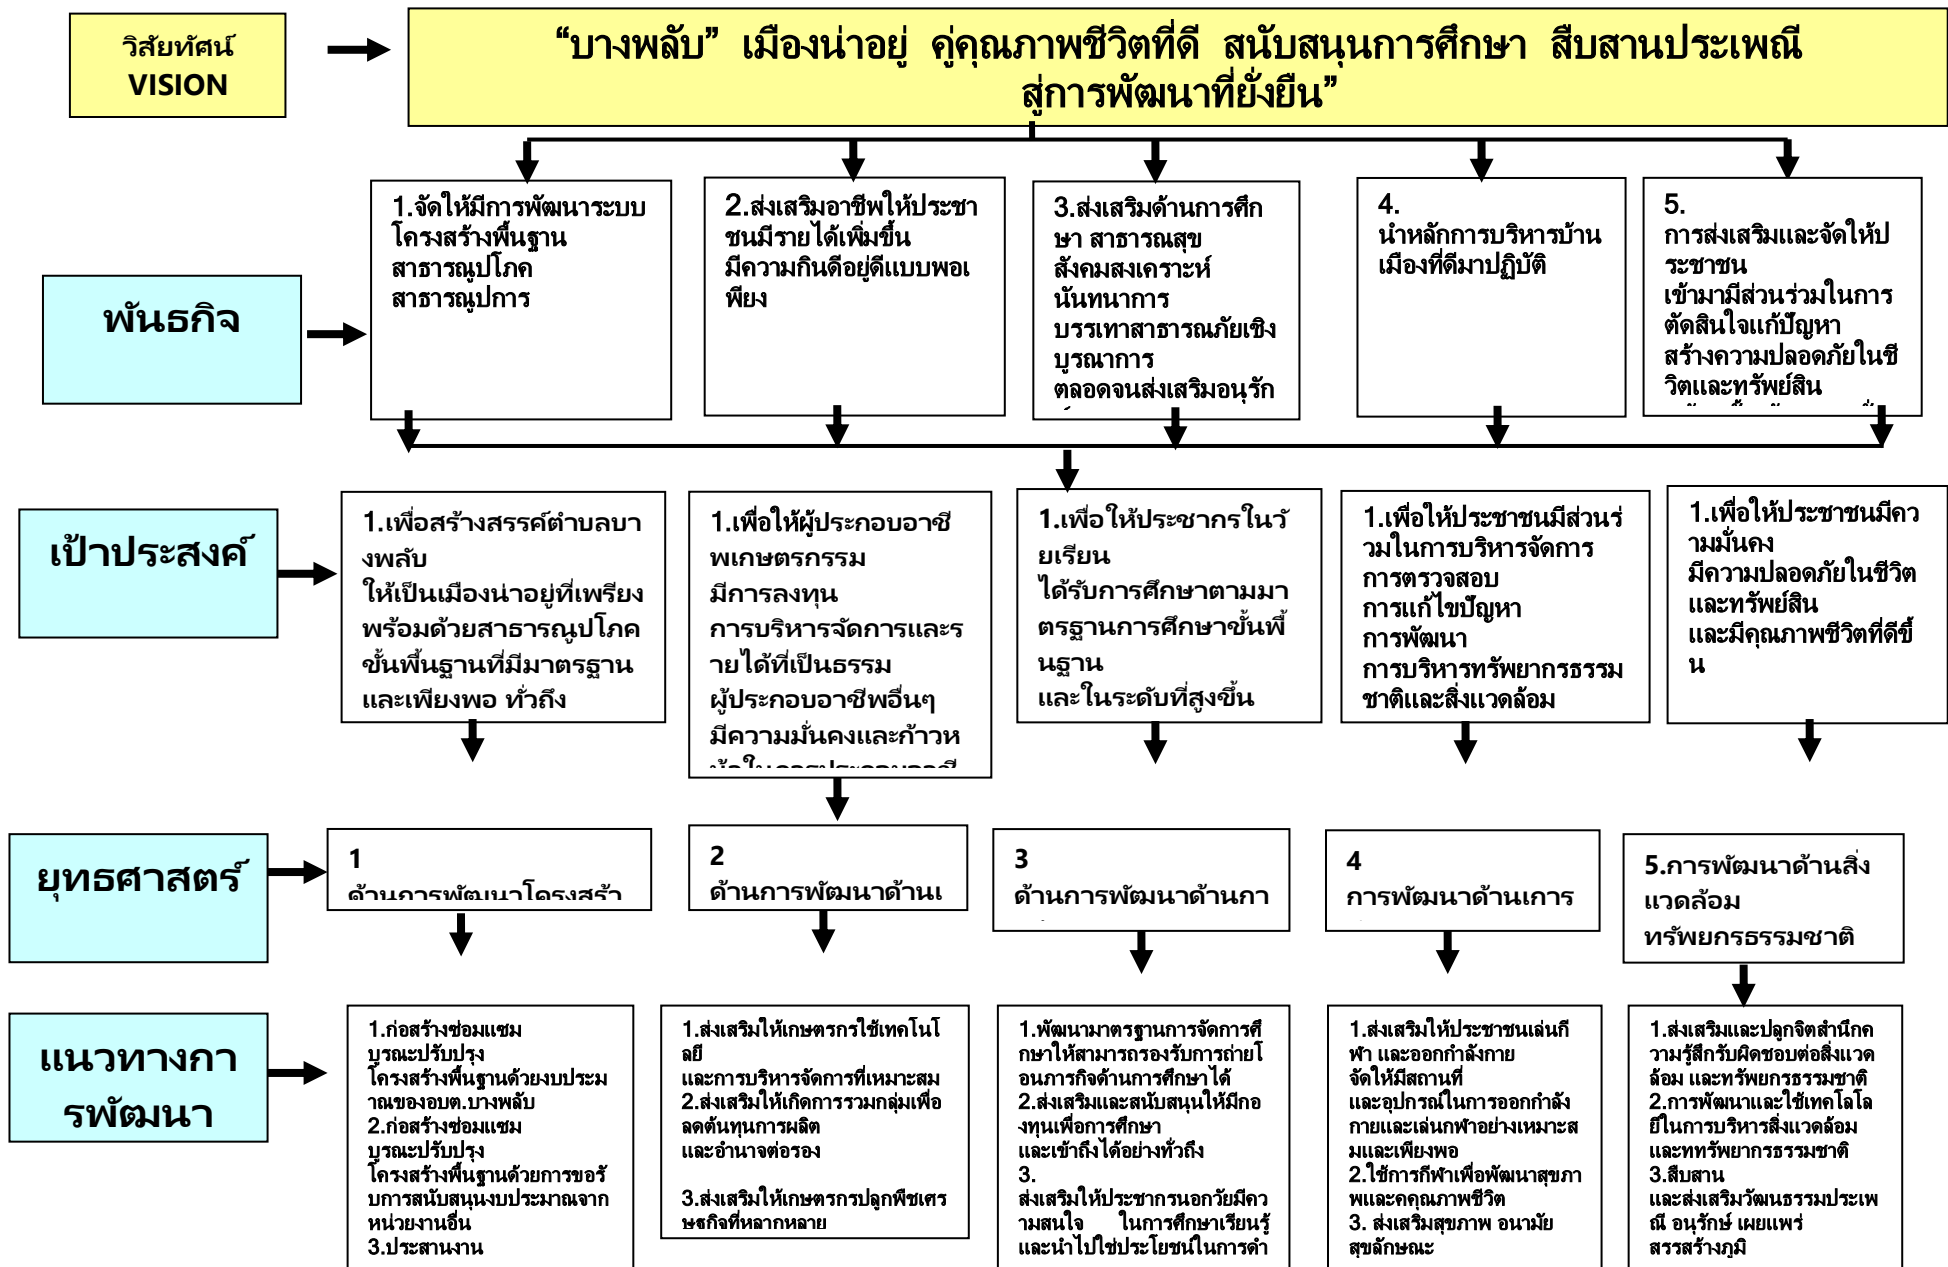 วิสัยทัศน์
VISION
“บางพลับ” เมืองน่าอยู่ คู่คุณภาพชีวิตที่ดี สนับสนุนการศึกษา สืบสานประเพณี
สู่การพัฒนาที่ยั่งยืน”
พันธกิจ
1.จัดให้มีการพัฒนาระบบ
โครงสร้างพื้นฐาน
สาธารณูปโภค
สาธารณูปการ
2.ส่งเสริมอาชีพให้ประชา
ชนมีรายได้เพิ่มขึ้น
มีความกินดีอยู่ดีแบบพอเ
พียง
3.ส่งเสริมด้านการศึก
ษา สาธารณสุข
สังคมสงเคราะห์
นันทนาการ
บรรเทาสาธารณภัยเชิง
บูรณาการ
ตลอดจนส่งเสริมอนุรัก
4.
นำหลักการบริหารบ้าน
เมืองที่ดีมาปฏิบัติ
5.
การส่งเสริมและจัดให้ป
ระชาชน
เข้ามามีส่วนร่วมในการ
ตัดสินใจแก้ปัญหา
สร้างความปลอดภัยในชี
วิตและทรัพย์สิน
เป้าประสงค์
1.เพื่อสร้างสรรค์ตำบลบา
งพลับ
ให้เป็นเมืองน่าอยู่ที่เพรียง
พร้อมด้วยสาธารณูปโภค
ขั้นพื้นฐานที่มีมาตรฐาน
และเพียงพอ ทั่วถึง
1.เพื่อให้ผู้ประกอบอาชี
พเกษตรกรรม
มีการลงทุน
การบริหารจัดการและร
ายได้ที่เป็นธรรม
ผู้ประกอบอาชีพอื่นๆ
มีความมั่นคงและก้าวห
น้าในการประกอบอาชี
1.เพื่อให้ประชากรในวั
ยเรียน
ได้รับการศึกษาตามมา
ตรฐานการศึกษาขั้นพื้
นฐาน
และในระดับที่สูงขึ้น
1.เพื่อให้ประชาชนมีส่วนร่
วมในการบริหารจัดการ
การตรวจสอบ
การแก้ไขปัญหา
การพัฒนา
การบริหารทรัพยากรธรรม
ชาติและสิ่งแวดล้อม
1.เพื่อให้ประชาชนมีคว
ามมั่นคง
มีความปลอดภัยในชีวิต
และทรัพย์สิน
และมีคุณภาพชีวิตที่ดีขึ้
น
ยุทธศาสตร์
1
ด้านการพัฒนาโครงสร้า
2
ด้านการพัฒนาด้านเ
3
ด้านการพัฒนาด้านกา
4
การพัฒนาด้านเการ
5.การพัฒนาด้านสิ่ง
แวดล้อม
ทรัพยกรธรรมชาติ
แนวทางกา
รพัฒนา
1.ก่อสร้างซ่อมแซม
บูรณะปรับปรุง
โครงสร้างพื้นฐานด้วยงบประม
าณของอบต.บางพลับ
2.ก่อสร้างซ่อมแซม
บูรณะปรับปรุง
โครงสร้างพื้นฐานด้วยการขอรั
บการสนับสนุนงบประมาณจาก
หน่วยงานอื่น
3.ประสานงาน
1.ส่งเสริมให้เกษตรกรใช้เทคโนโ
ลยี
และการบริหารจัดการที่เหมาะสม
2.ส่งเสริมให้เกิดการรวมกลุ่มเพื่อ
ลดต้นทุนการผลิต
และอำนาจต่อรอง
3.ส่งเสริมให้เกษตรกรปลูกพืชเศร
ษฐกิจที่หลากหลาย
1.พัฒนามาตรฐานการจัดการศึ
กษาให้สามารถรองรับการถ่ายโ
อนภารกิจด้านการศึกษาได้
2.ส่งเสริมและสนับสนุนให้มีกอ
งทุนเพื่อการศึกษา
และเข้าถึงได้อย่างทั่วถึง
3.
ส่งเสริมให้ประชากรนอกวัยมีคว
ามสนใจ ในการศึกษาเรียนรู้
และนำไปใช่ประโยชน์ในการดำ
1.ส่งเสริมให้ประชาชนเล่นกี
ฬา และออกกำลังกาย
จัดให้มีสถานที่
และอุปกรณ์ในการออกกำลัง
กายและเล่นกฬาอย่างเหมาะส
มและเพียงพอ
2.ใช้การกีฬาเพื่อพัฒนาสุขภา
พและคคุณภาพชีวิต
3. ส่งเสริมสุขภาพ อนามัย
สุขลักษณะ
1.ส่งเสริมและปลูกจิตสำนึกค
วามรู้สึกรับผิดชอบต่อสิ่งแวด
ล้อม และทรัพยกรธรรมชาติ
2.การพัฒนาและใช้เทคโลโล
ยีในการบริหารสิ่งแวดล้อม
และททรัพยากรธรรมชาติ
3.สืบสาน
และส่งเสริมวัฒนธรรมประเพ
ณี อนุรักษ์ เผยแพร่
สรรสร้างภูมิ